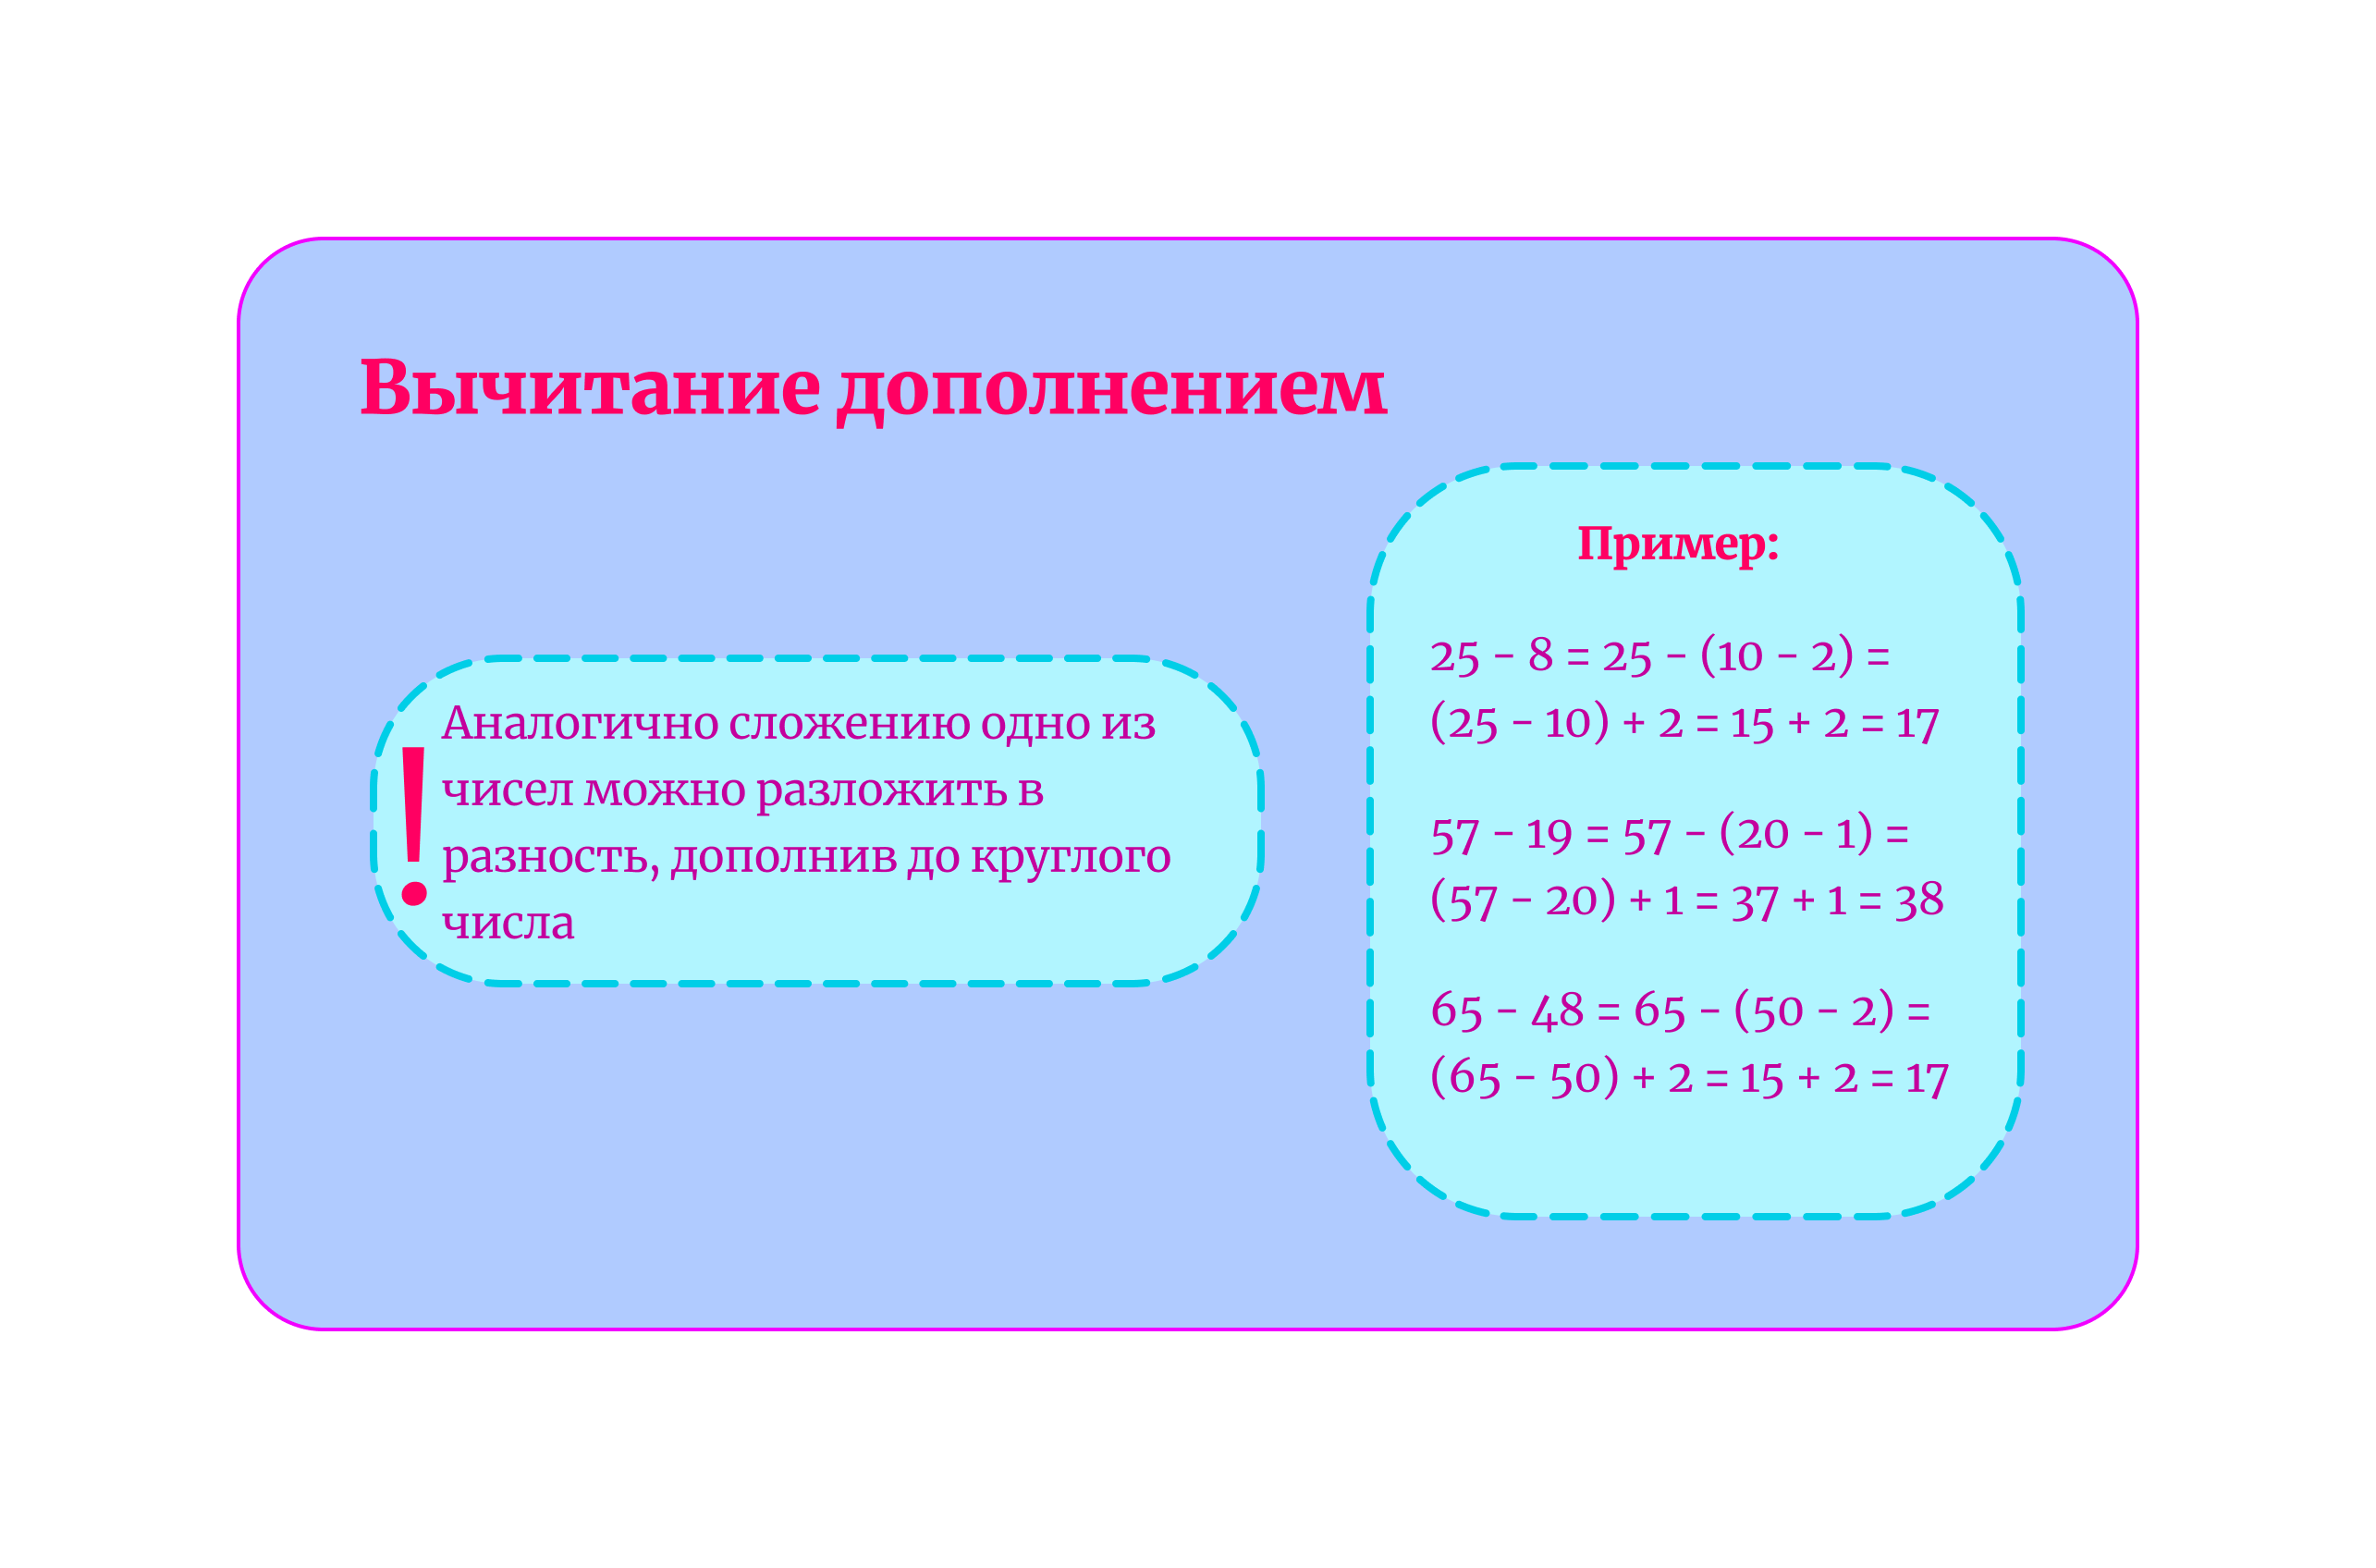 Вычитание дополнением
!
Аналогично сложению одно из
чисел можно разложить в
разность, дополнив до круглого
числа
Пример:
25 − 8 = 25 − (10 − 2) =
(25 − 10) + 2 = 15 + 2 = 17
57 − 19 = 57 − (20 − 1) =
(57 − 20) + 1 = 37 + 1 = 38
65 − 48 = 65 − (50 − 2) =
(65 − 50) + 2 = 15 + 2 = 17